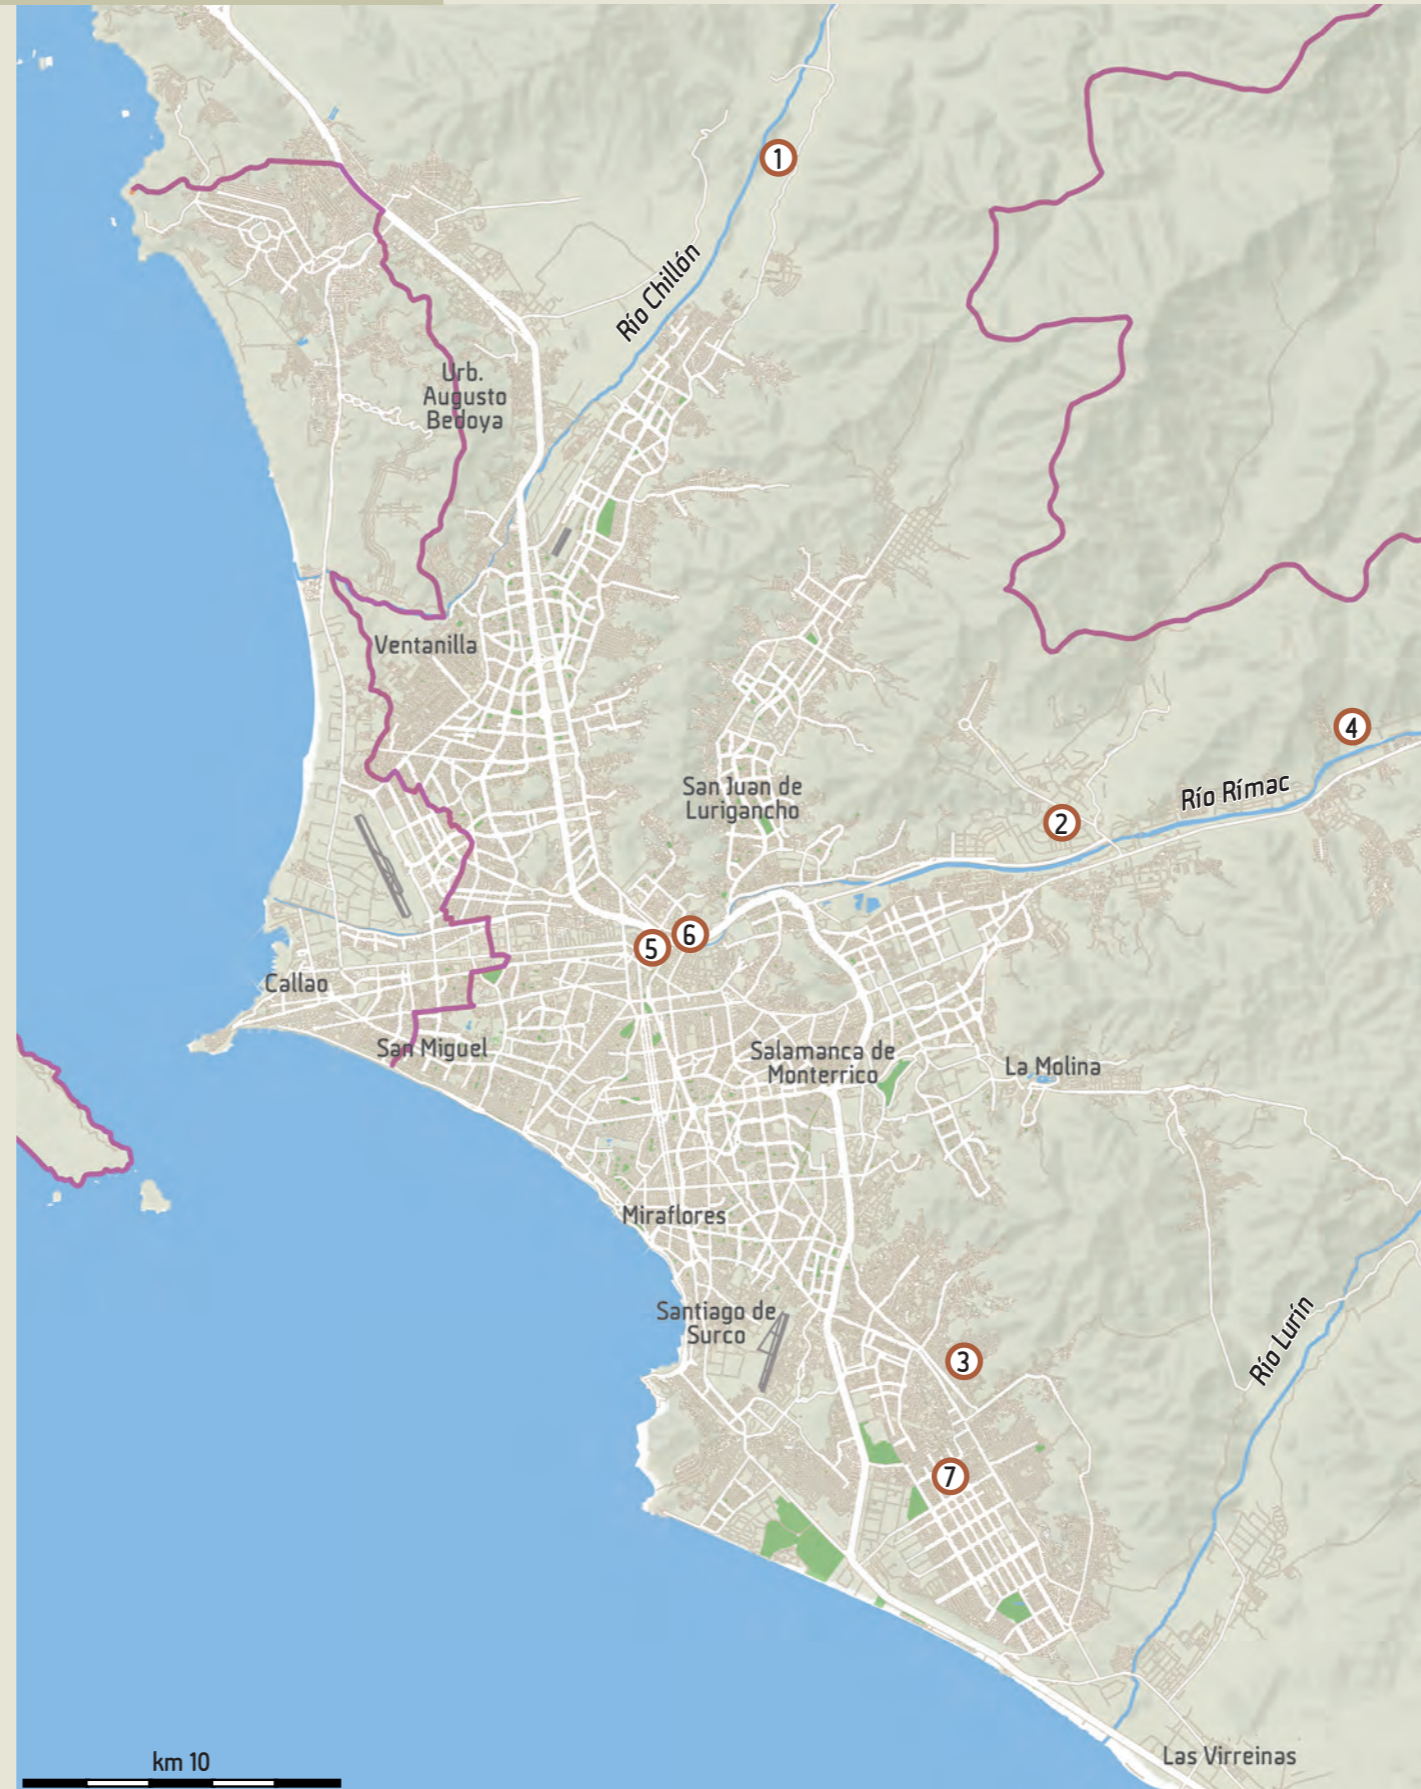 1
Río Chillón
Urb.
Augusto
Bedoya
Ventanilla
4
San Juan de
Lurigancho
Río Rímac
2
6
5
Callao
San Miguel
Salamanca de
Monterrico
La Molina
Miraflores
Santiago de
Surco
3
Río Lurín
7
Las Virreinas
km 10